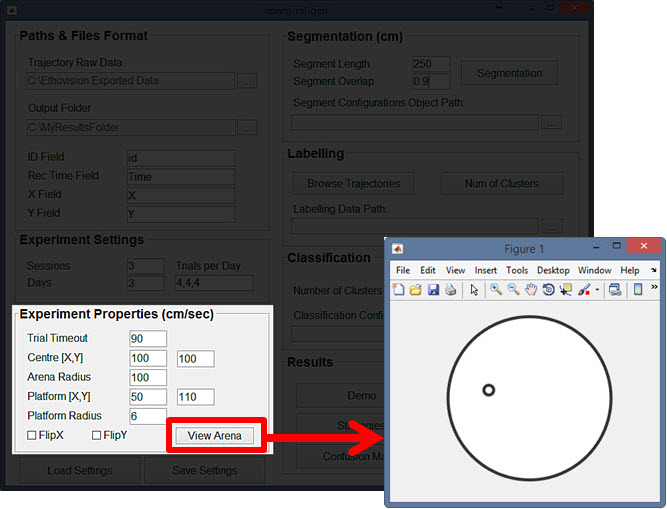 mwm-ml-gen
Paths & Files Format
Trajectory Raw Data
C:\Ethovision Exported Data ...
Output Folder
C:\MyResultsFolder ...
ID Field id
Rec Time Field Time
X Field X
Y Field Y
Experiment Settings
Sessions 3 Trials per Day
Days 3 4,4,4
Experiment Properties (cm/sec)
Trial Timeout 90
Centre [X,Y] 100 100
Arena Radius 100
Platform [X,Y] 50 110
Platform Radius 6
FlipX FlipY View Arena
Load Settings Save Settings
Segmentation (cm)
Segment Length 250
Segment Overlap 0.9
Segmentation
Segment Configurations Object Path:
...
Labelling
Browse Trajectories Num of Clusters
Labelling Data Path:
...
Classification
Number of Clusters
Classification Confi
Results
Demo
Strategies
Confusion Ma
Figure 1
File Edit View Insert Tools Desktop Window Help